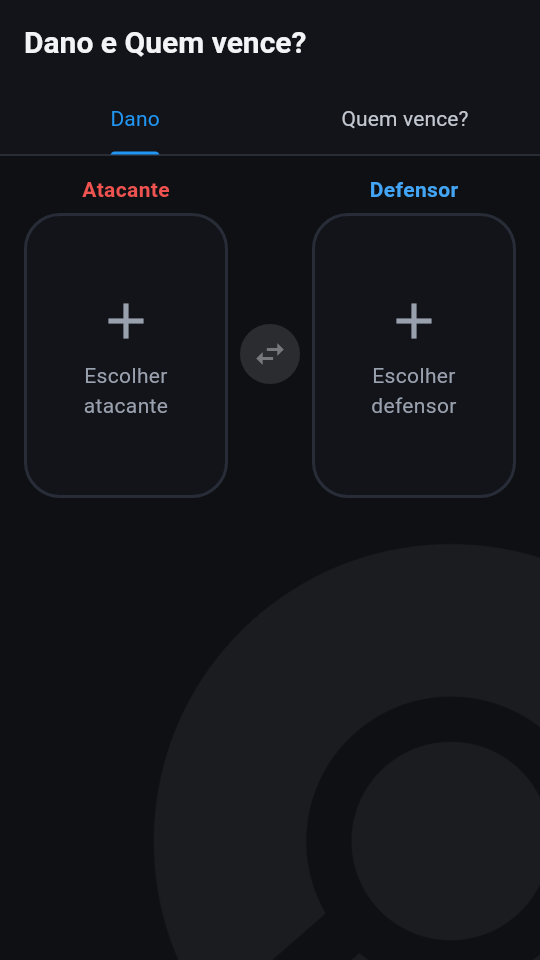 Dano e Quem vence?
Dano
Quem vence?
Atacante
Defensor
Escolher
atacante
Escolher
defensor